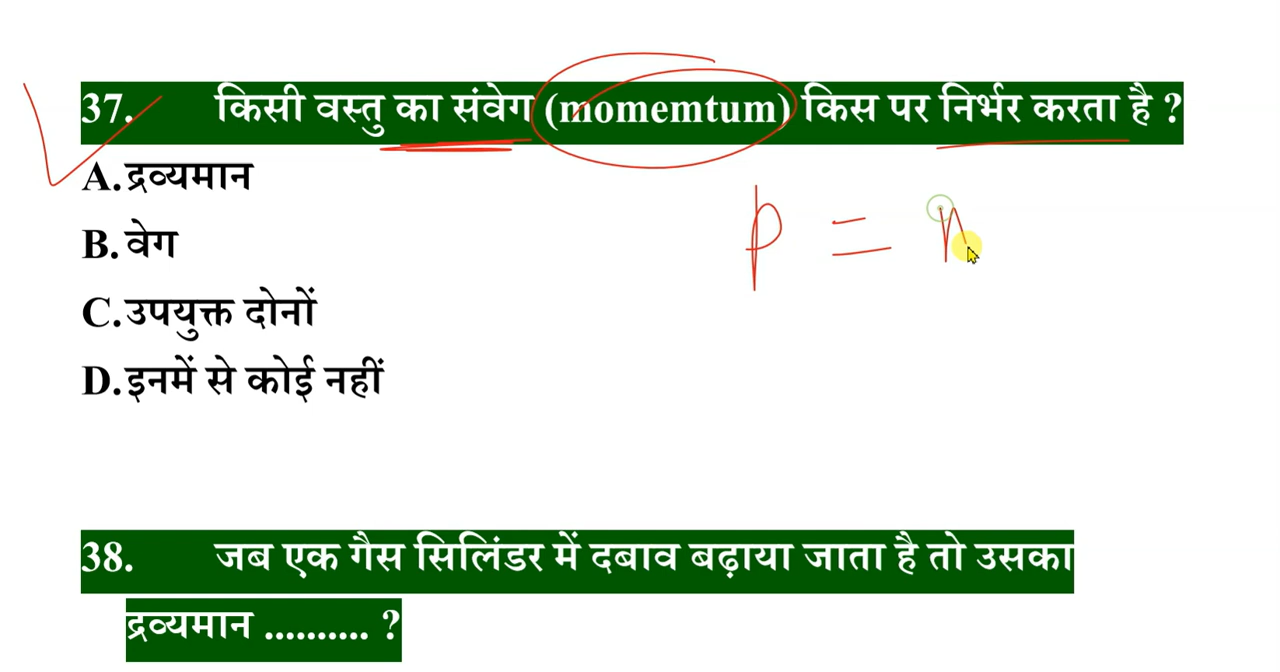 37. किसी वस्तु का संवेग (momemtum) किस पर निर्भर करता है ?
A. द्रव्यमान
B. वेग
C. उपयुक्त दोनों
D. इनमें से कोई नहीं
p =
38. जब एक गैस सिलिंडर में दबाव बढ़ाया जाता है तो उसका
द्रव्यमान .......... ?